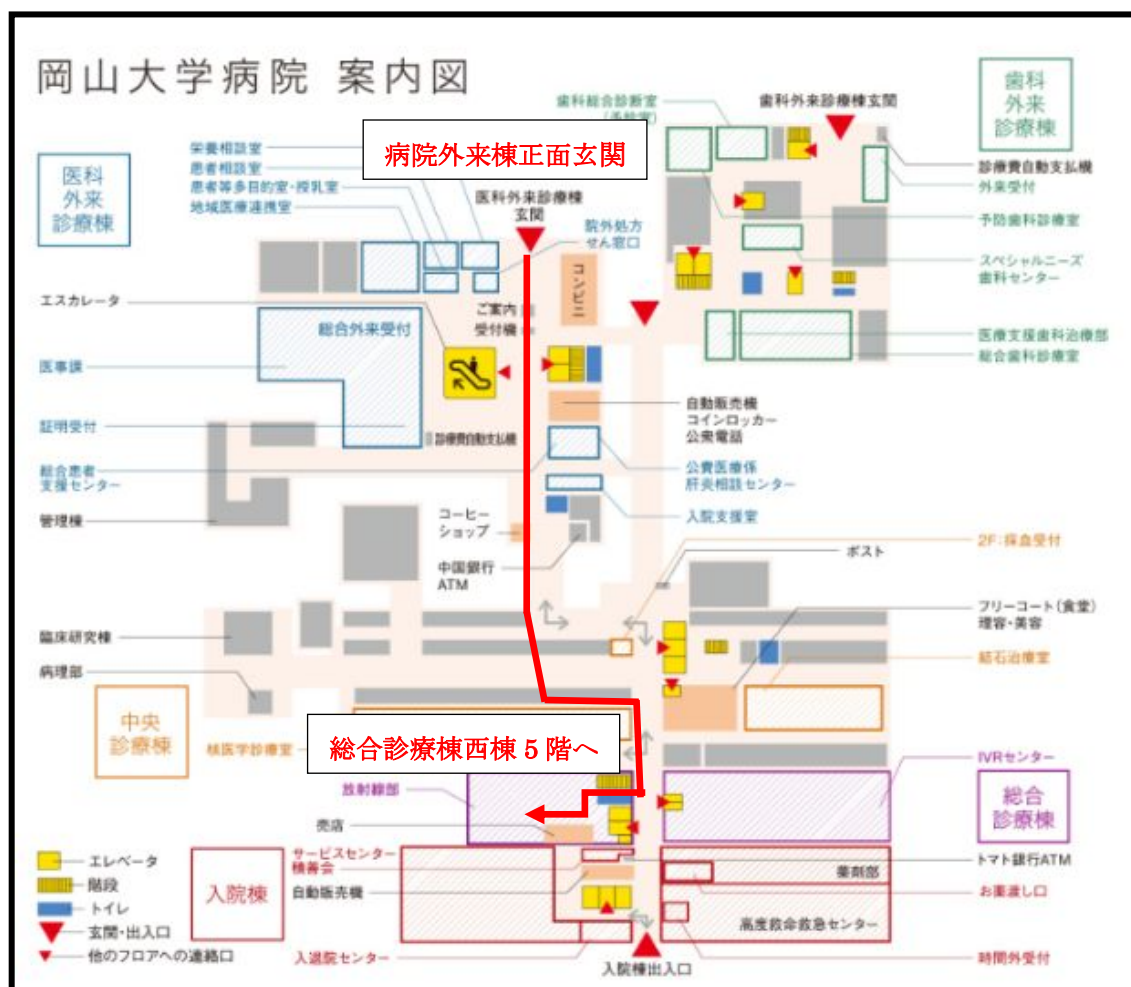 岡山大学病院 案内図
歯科
外来
診療棟
歯科総合診断室
歯科外来診療棟玄関
栄養相談室
患者相談室
患者等多目的室・授乳室
地域医療連携室
病院外来棟正面玄関
医科
外来
診療棟
医科外来診療棟
玄関
院外処方
せん窓口
診療費自動支払機
外来受付
予防歯科診療室
スペシャルニーズ
歯科センター
コンビニ
エスカレータ
ご案内
受付機
総合外来受付
医療支援歯科治療部
総合歯科診療室
医事課
自動販売機
コインロッカー
公衆電話
証明受付
診療費自動支払機
総合患者
支援センター
公費医療係
肝炎相談センター
管理棟
コーヒー
ショップ
入院支援室
中国銀行
ATM
2F:採血受付
ポスト
フリーコート(食堂)
理容・美容
臨床研究棟
病理部
結石治療室
中央
診療棟
核医学診療室
総合診療棟西棟5階へ
IVRセンター
放射線部
総合
診療棟
売店
エレベータ
階段
トイレ
玄関・出入口
他のフロアへの連絡口
入院棟
サービスセンター
積善会
自動販売機
トマト銀行ATM
薬剤部
お薬渡し口
高度救命救急センター
入退院センター
入院棟出入口
時間外受付